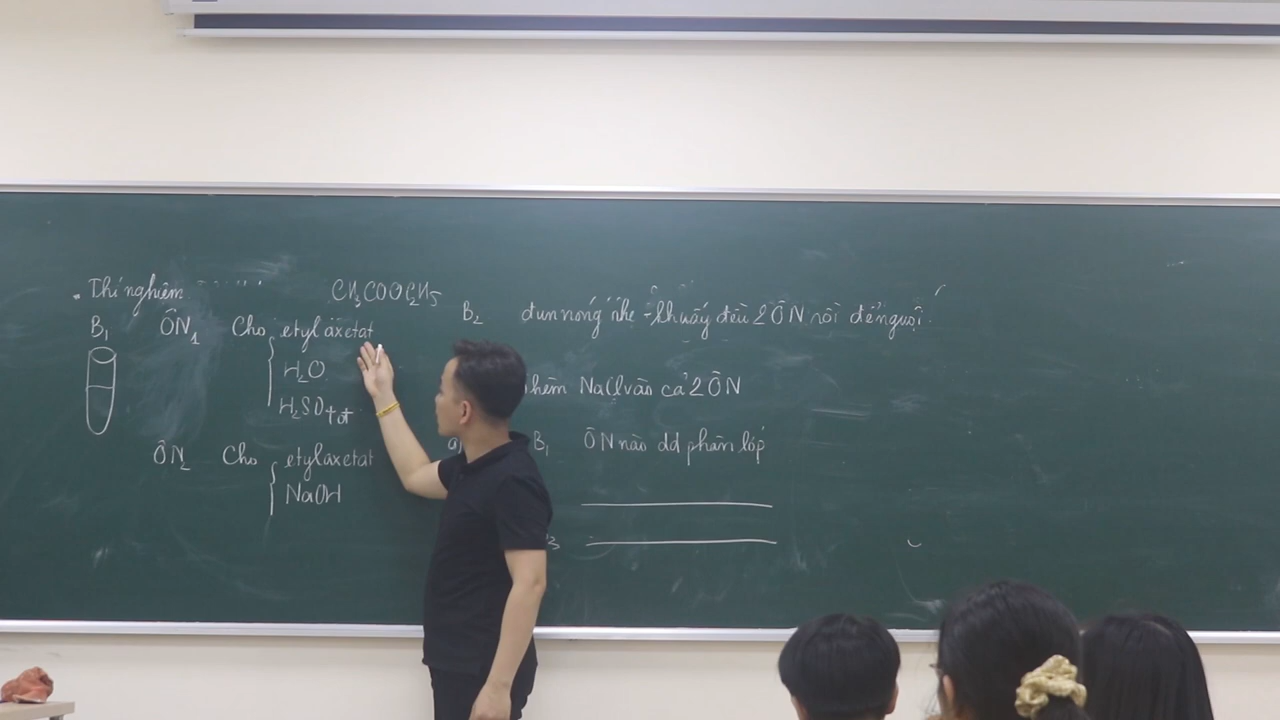 Thí nghiệm
CH₃COOC₂H₅
B₁ ÔN₁ Cho etyl axetat
H₂O
H₂SO₄
ÔN₂ Cho etyl axetat
NaOH
B₂ đun nóng nhẹ - khuấy đều 2 ÔN rồi để nguội
thêm NaCl vào cả 2 ÔN
a) B₁ ÔN nào dd phân lớp
3